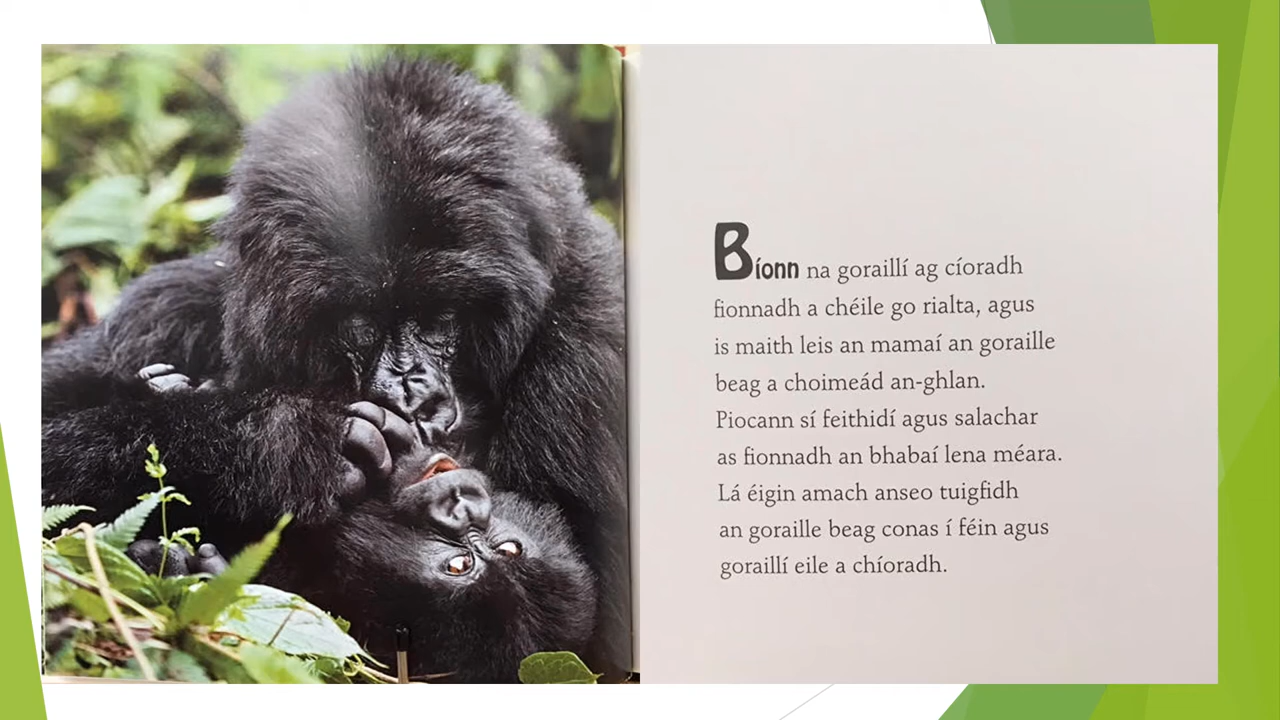 Bíonn na goraillí ag cíoradh
fionnadh a chéile go rialta, agus
is maith leis an mamaí an goraille
beag a choimeád an-ghlan.
Piocann sí feithidí agus salachar
as fionnadh an bhabaí lena méara.
Lá éigin amach anseo tuigfidh
an goraille beag conas í féin agus
goraillí eile a chíoradh.